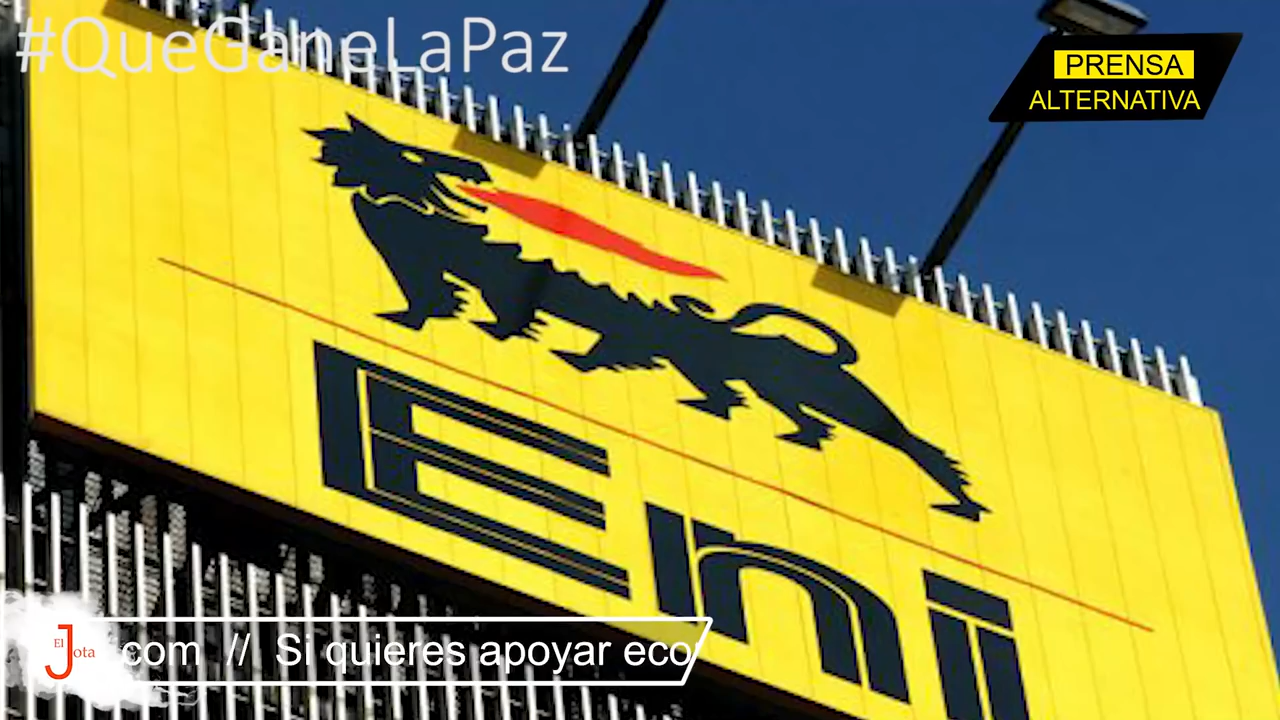 #QueGaneLaPaz
PRENSA
ALTERNATIVA
Eni
El
Jota
com // Si quieres apoyar eco